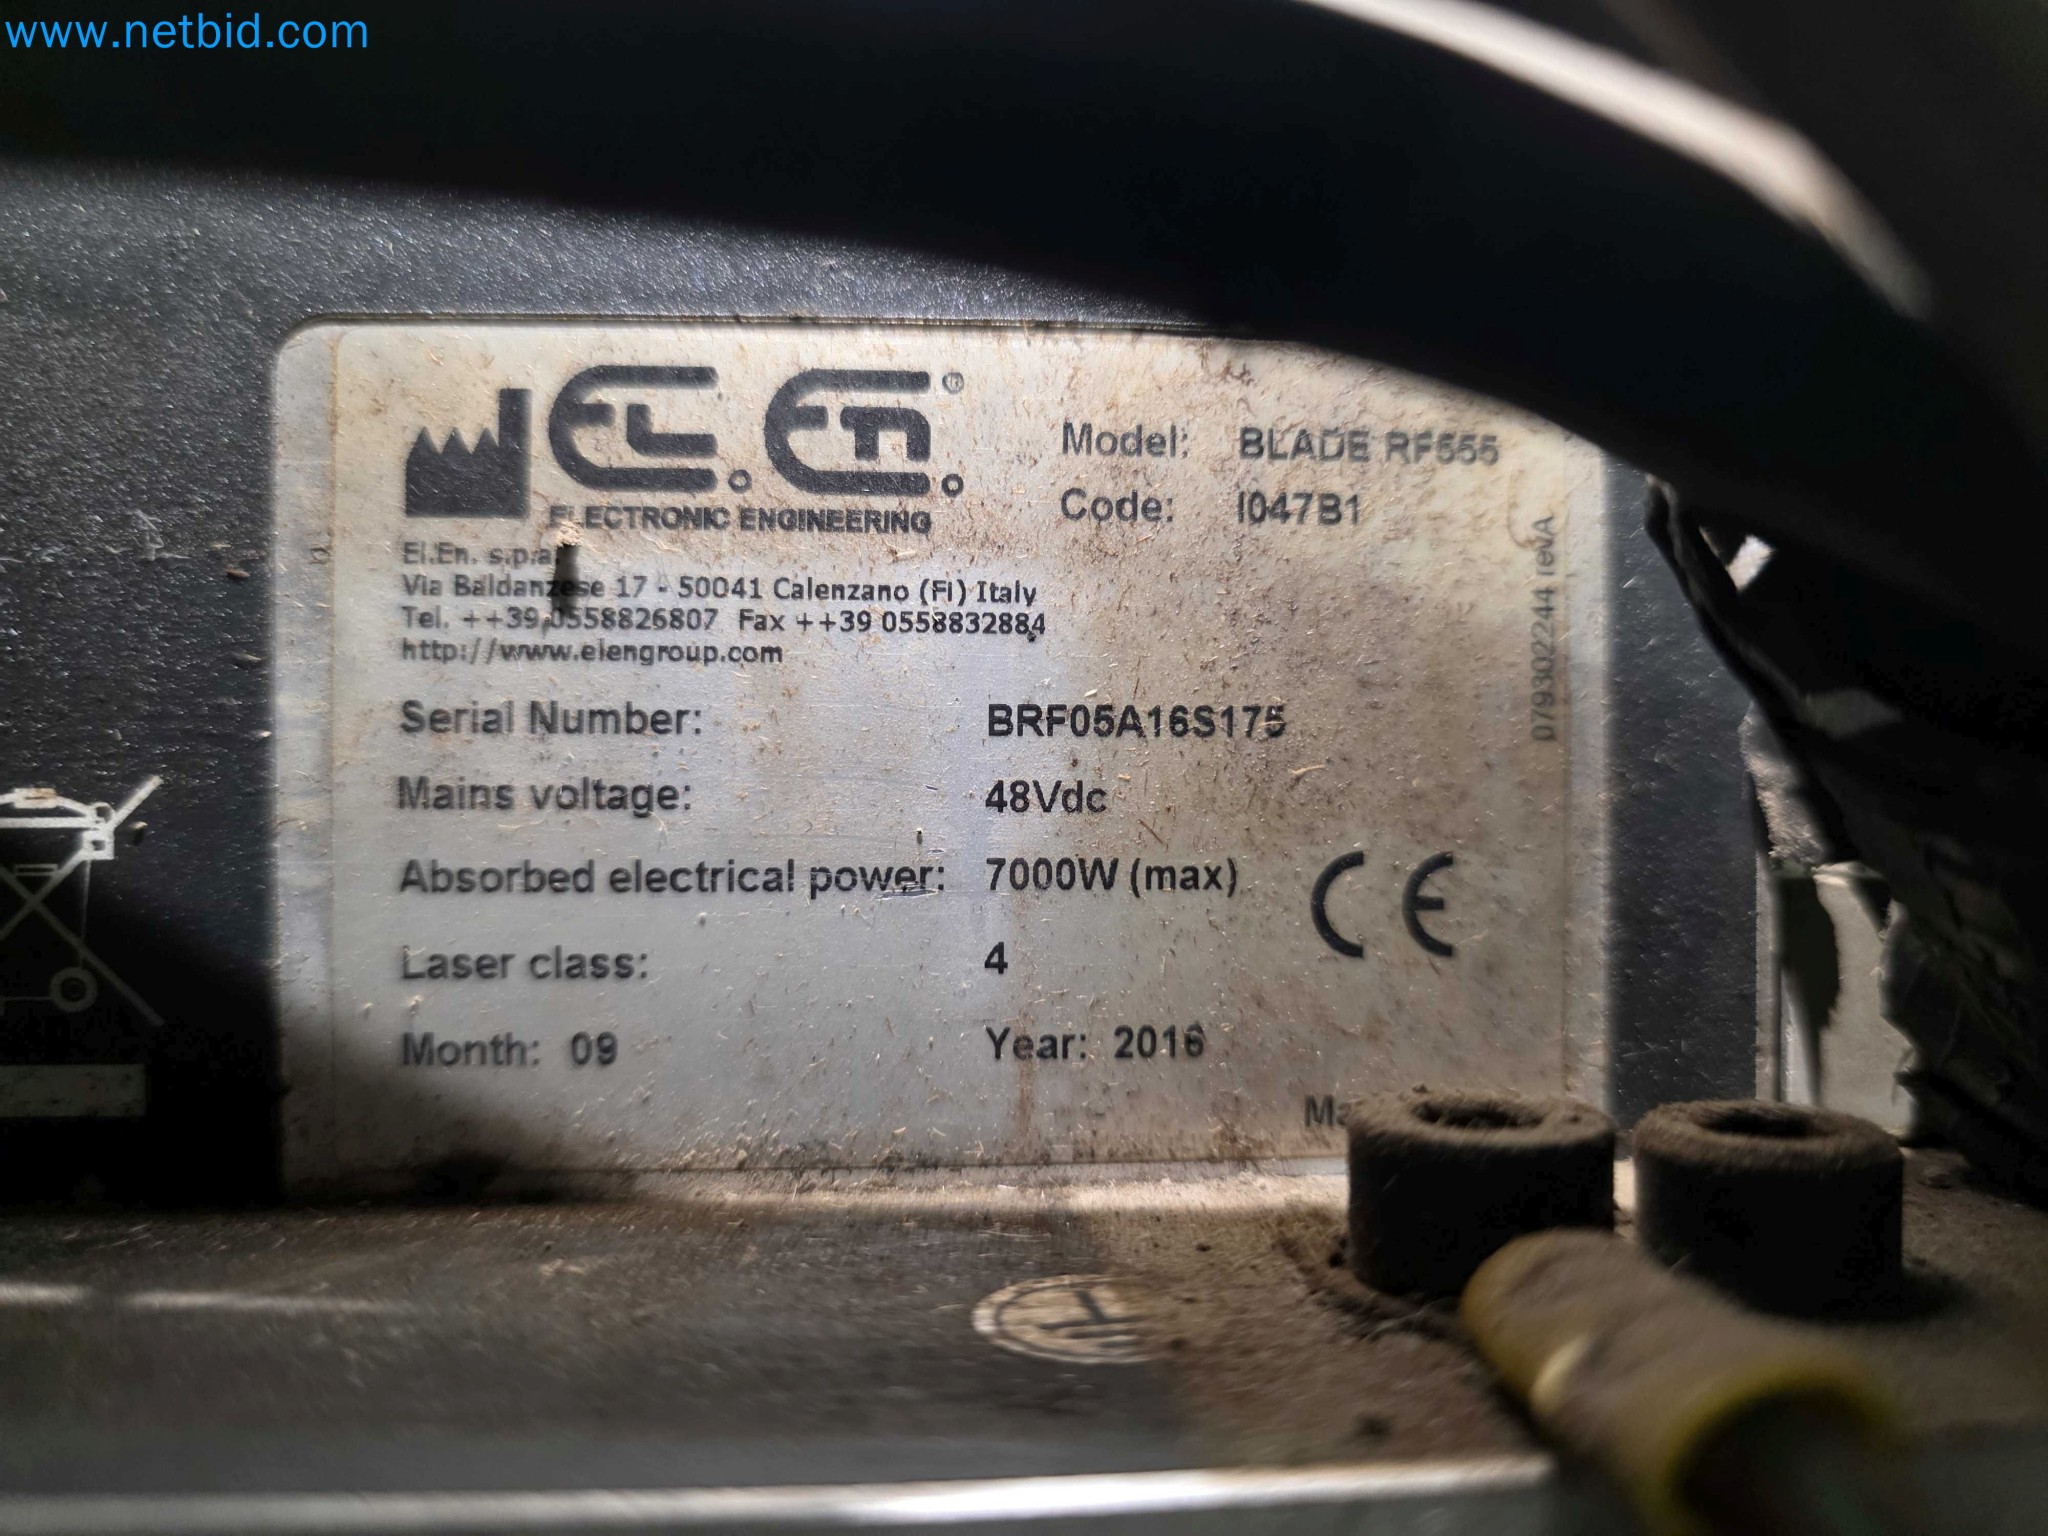 www.netbid.com
EL.En.®
ELECTRONIC ENGINEERING
Model: BLADE RF555
Code: I047B1
El.En. s.p.a.
Via Baldanzese 17 - 50041 Calenzano (FI) Italy
Tel. ++39 0558826807 Fax ++39 0558832884
http://www.elengroup.com
079302244 revA
Serial Number: BRF05A16S175
Mains voltage: 48Vdc
Absorbed electrical power: 7000W (max)
CE
Laser class: 4
Month: 09 Year: 2016